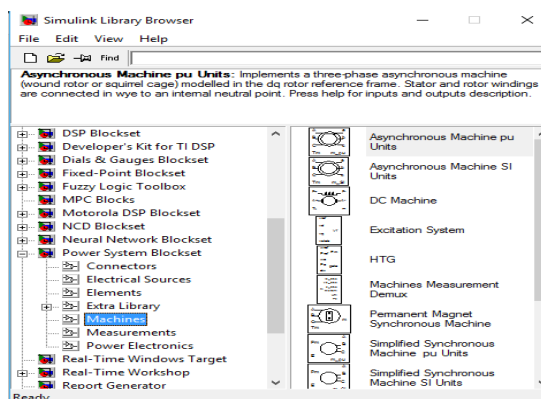 Simulink Library Browser
File Edit View Help
Find
Asynchronous Machine pu Units: Implements a three-phase asynchronous machine
(wound rotor or squirrel cage) modelled in the dq rotor reference frame. Stator and rotor windings
are connected in wye to an internal neutral point. Press help for inputs and outputs description.
DSP Blockset
Developer's Kit for TI DSP
Dials & Gauges Blockset
Fixed-Point Blockset
Fuzzy Logic Toolbox
MPC Blocks
Motorola DSP Blockset
NCD Blockset
Neural Network Blockset
Power System Blockset
Connectors
Electrical Sources
Elements
Extra Library
Machines
Measurements
Power Electronics
Real-Time Windows Target
Real-Time Workshop
Report Generator
Asynchronous Machine pu
Units
Asynchronous Machine SI
Units
DC Machine
Excitation System
HTG
Machines Measurement
Demux
Permanent Magnet
Synchronous Machine
Simplified Synchronous
Machine pu Units
Simplified Synchronous
Machine SI Units
Ready